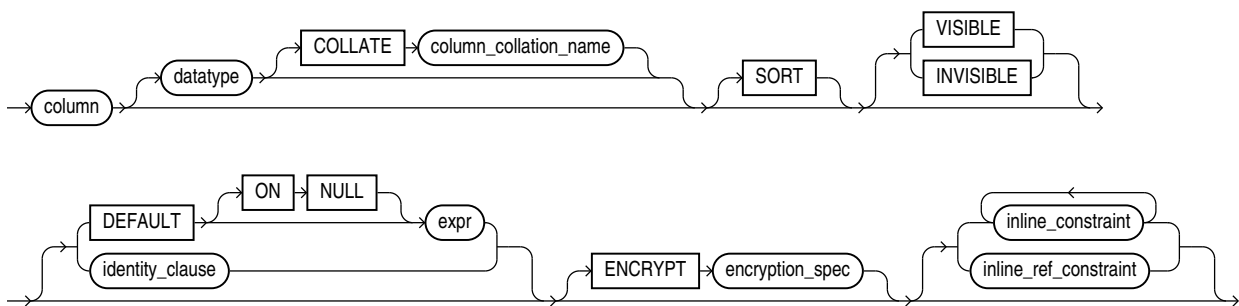 VISIBLE
COLLATE column_collation_name
datatype SORT INVISIBLE
column
ON NULL
DEFAULT expr inline_constraint
identity_clause ENCRYPT encryption_spec inline_ref_constraint